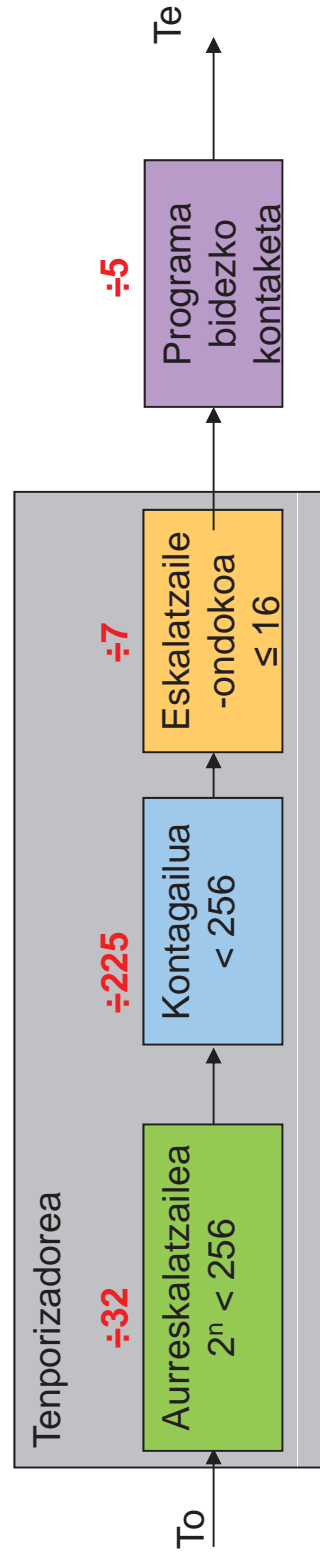 To
Tenporizadorea
÷32
Aurreskalatzailea
2ⁿ < 256
÷225
Kontagailua
< 256
÷7
Eskalatzaile
-ondokoa
≤ 16
÷5
Programa
bidezko
kontaketa
Te